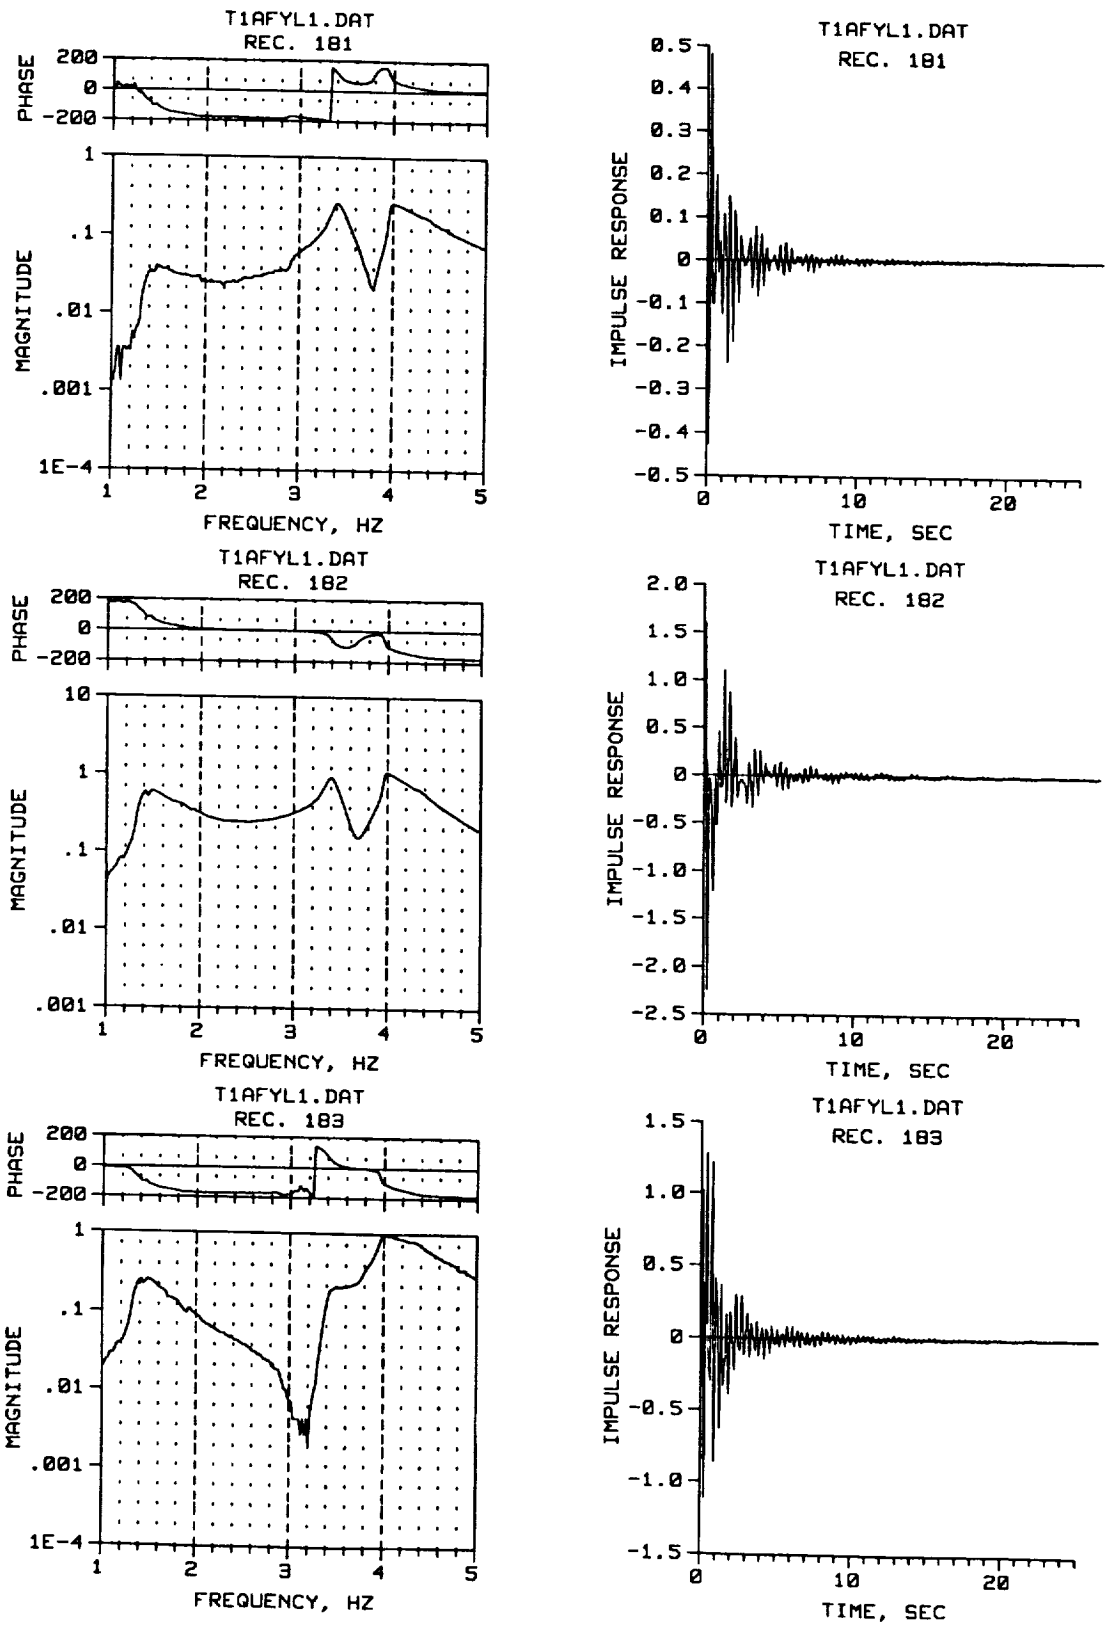 T1AFYL1.DAT
REC. 181
PHASE
200
0
-200
MAGNITUDE
1
.1
.01
.001
1E-4
1 2 3 4 5
FREQUENCY, HZ
T1AFYL1.DAT
REC. 181
IMPULSE RESPONSE
0.5
0.4
0.3
0.2
0.1
0
-0.1
-0.2
-0.3
-0.4
-0.5
0 10 20
TIME, SEC
T1AFYL1.DAT
REC. 182
PHASE
200
0
-200
MAGNITUDE
10
1
.1
.01
.001
1 2 3 4 5
FREQUENCY, HZ
T1AFYL1.DAT
REC. 182
IMPULSE RESPONSE
2.0
1.5
1.0
0.5
0
-0.5
-1.0
-1.5
-2.0
-2.5
0 10 20
TIME, SEC
T1AFYL1.DAT
REC. 183
PHASE
200
0
-200
MAGNITUDE
1
.1
.01
.001
1E-4
1 2 3 4 5
FREQUENCY, HZ
T1AFYL1.DAT
REC. 183
IMPULSE RESPONSE
1.5
1.0
0.5
0
-0.5
-1.0
-1.5
0 10 20
TIME, SEC